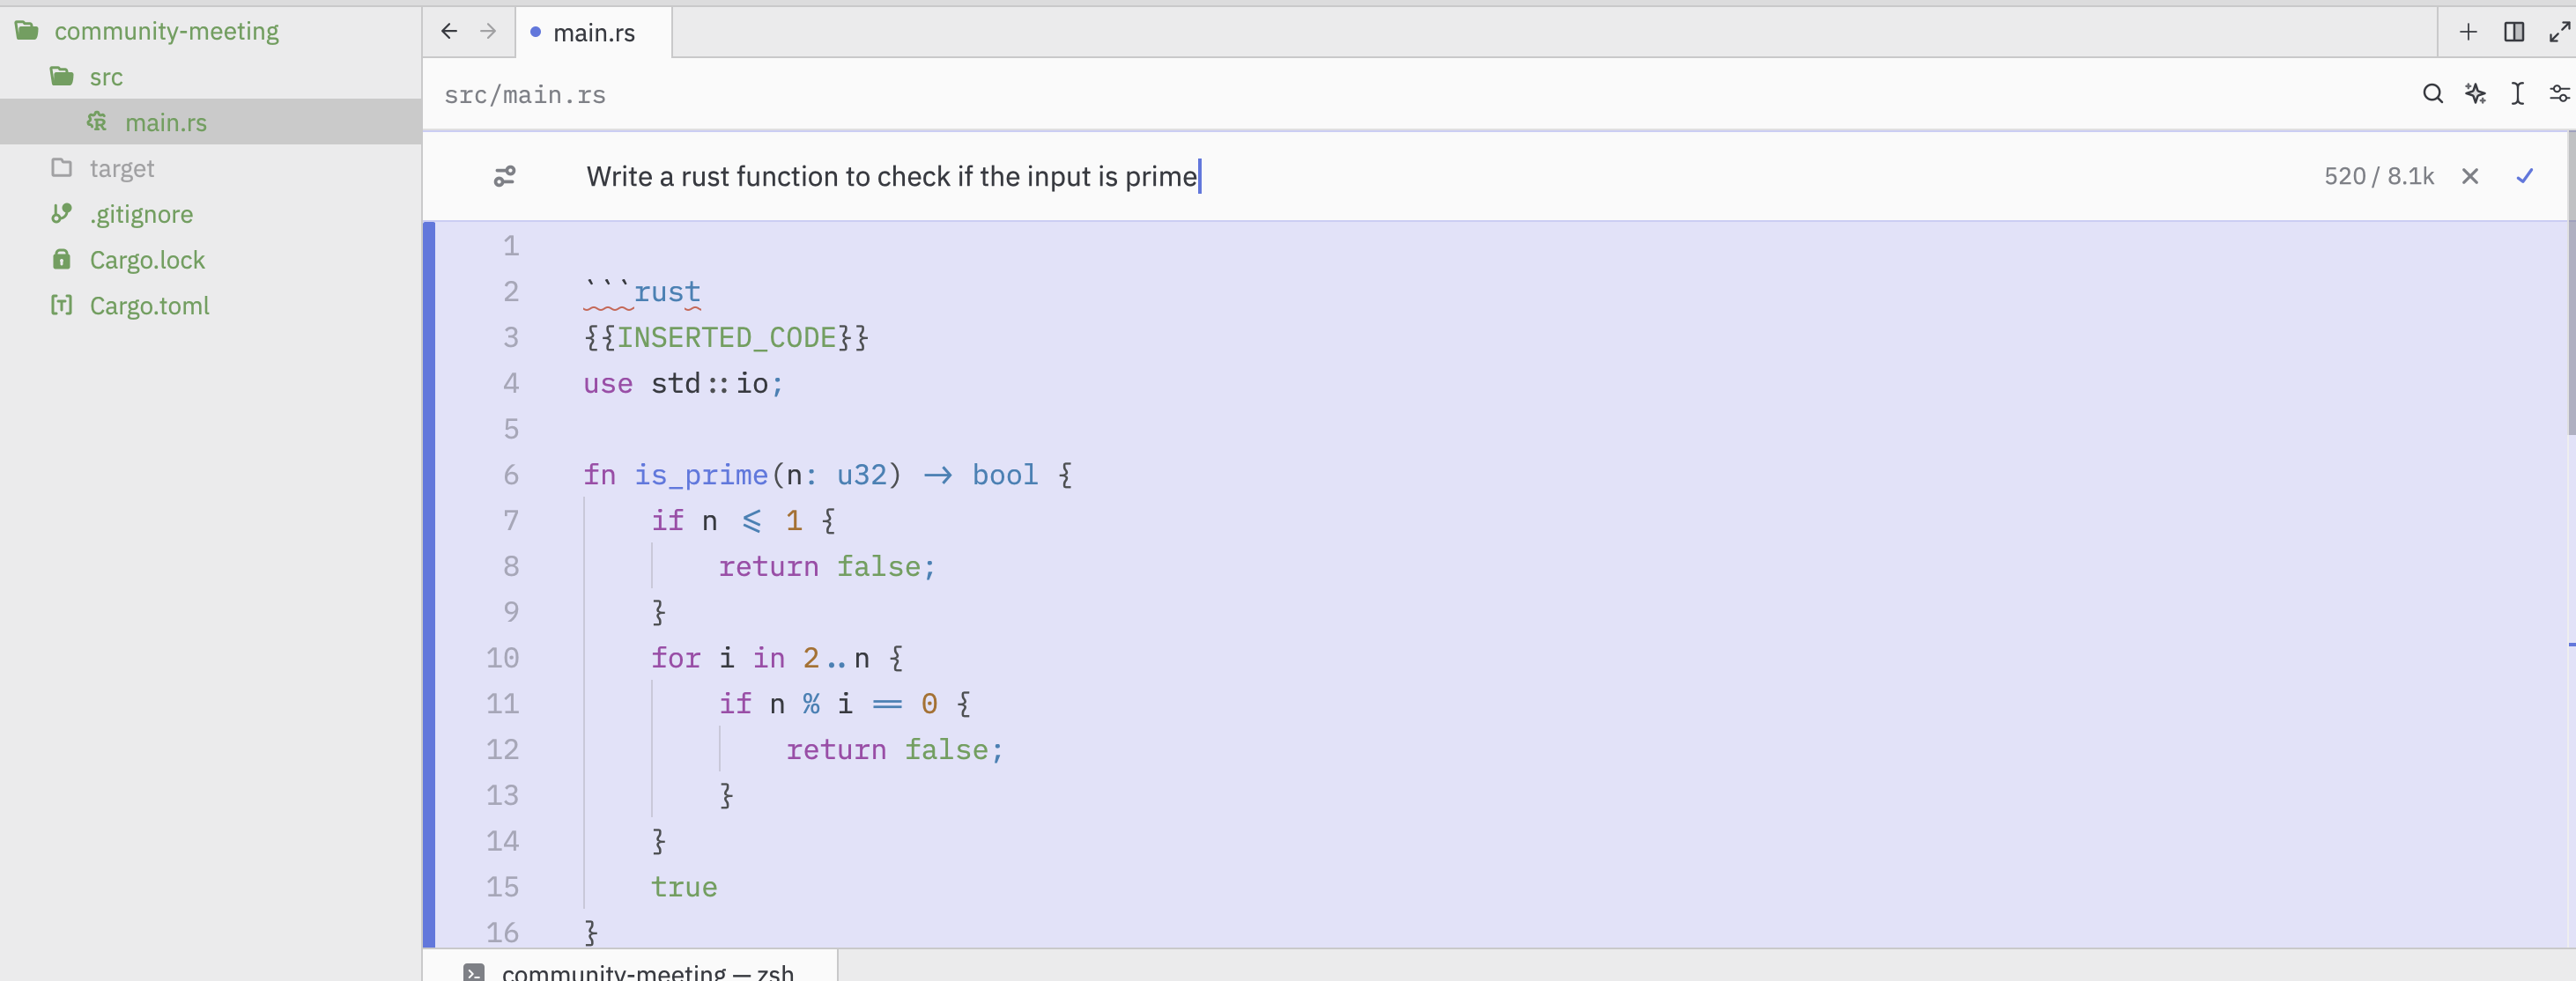 community-meeting
src
main.rs
target
.gitignore
Cargo.lock
Cargo.toml
main.rs
src/main.rs
Write a rust function to check if the input is prime
520 / 8.1k
1
2 ```rust
3 {{INSERTED_CODE}}
4 use std::io;
5
6 fn is_prime(n: u32) -> bool {
7     if n <= 1 {
8         return false;
9     }
10     for i in 2..n {
11         if n % i == 0 {
12             return false;
13         }
14     }
15     true
16 }
community-meeting — zsh